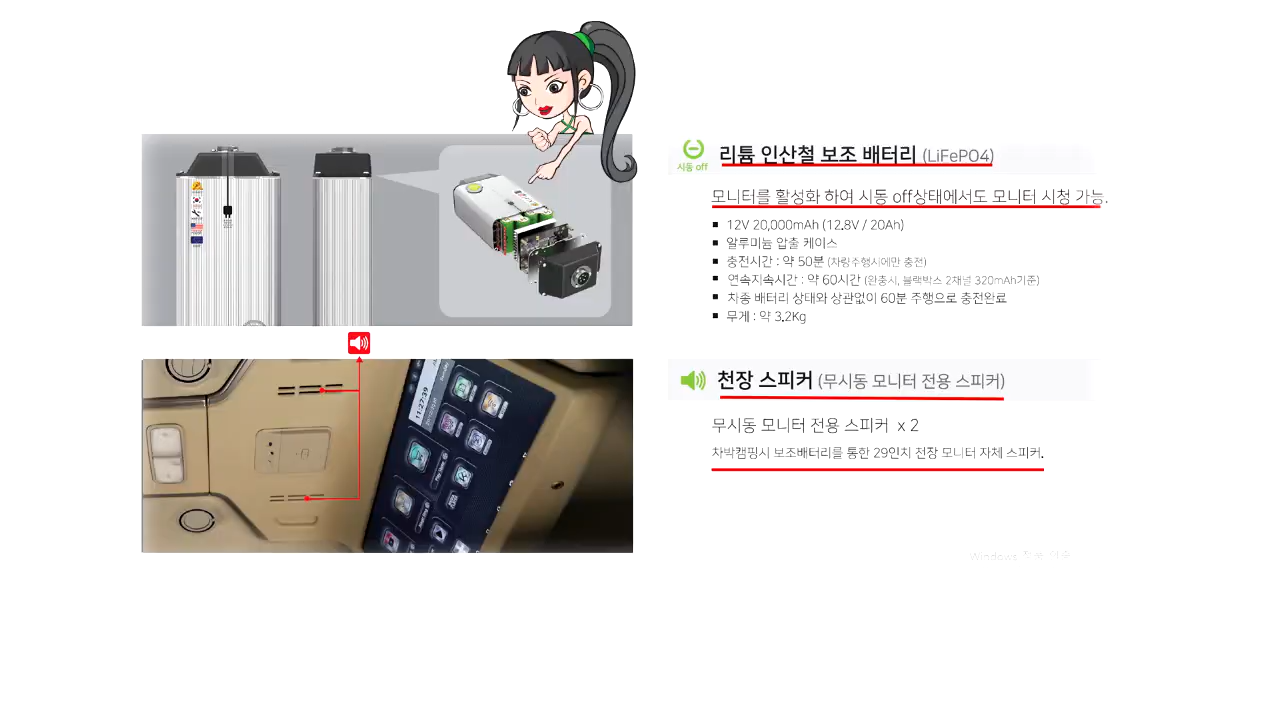 시동 off
리튬 인산철 보조 배터리 (LiFePO4)
모니터를 활성화 하여 시동 off상태에서도 모니터 시청 가능.
▪ 12V 20,000mAh (12.8V / 20Ah)
▪ 알루미늄 압출 케이스
▪ 충전시간 : 약 50분 (차량주행시에만 충전)
▪ 연속지속시간 : 약 60시간 (완충시, 블랙박스 2채널 320mAh기준)
▪ 차종 배터리 상태와 상관없이 60분 주행으로 충전완료
▪ 무게 : 약 3.2Kg
11:27:39
천장 스피커 (무시동 모니터 전용 스피커)
무시동 모니터 전용 스피커 x 2
차박캠핑시 보조배터리를 통한 29인치 천장 모니터 자체 스피커.
Windows 정품 인증